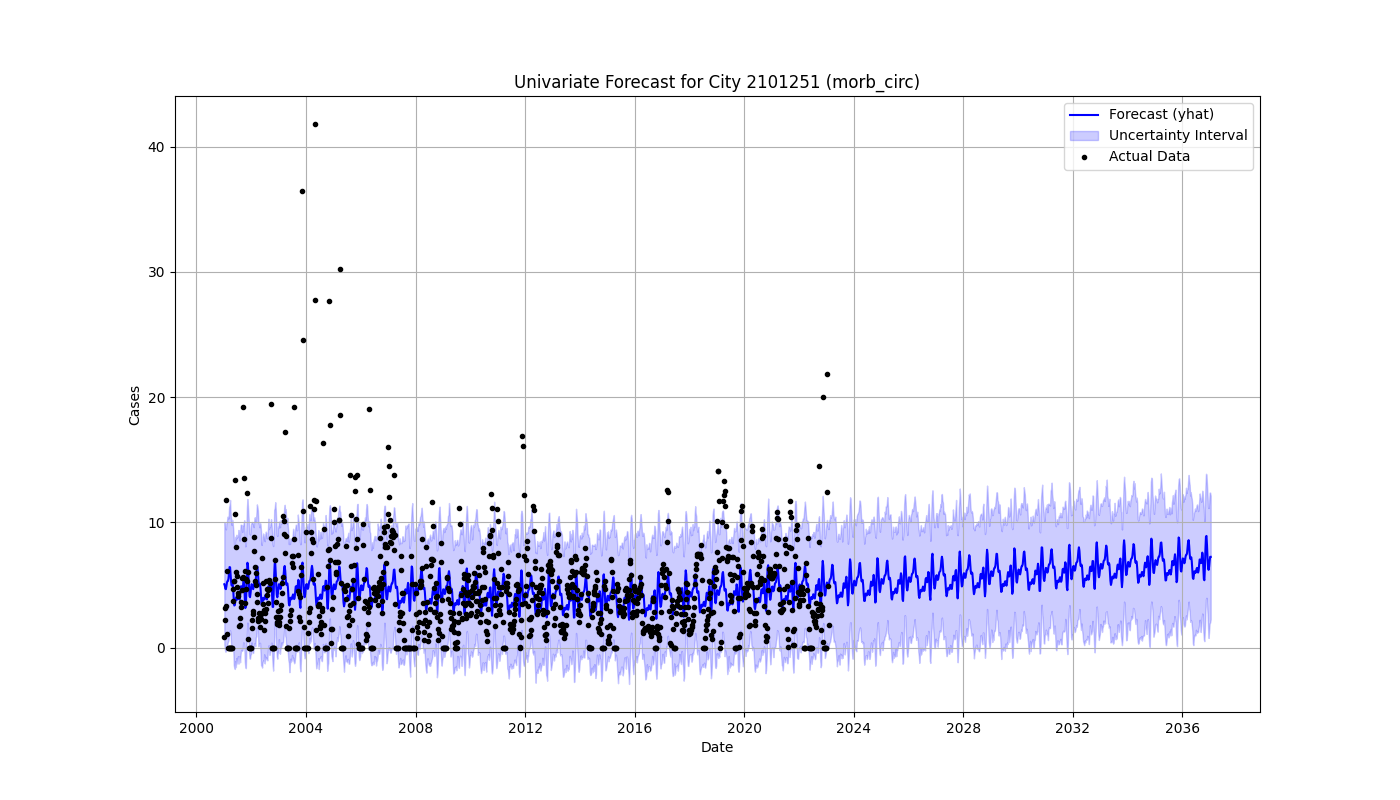 Univariate Forecast for City 2101251 (morb_circ)
Forecast (yhat)
Uncertainty Interval
Actual Data
Cases
40
30
20
10
0
2000 2004 2008 2012 2016 2020 2024 2028 2032 2036
Date